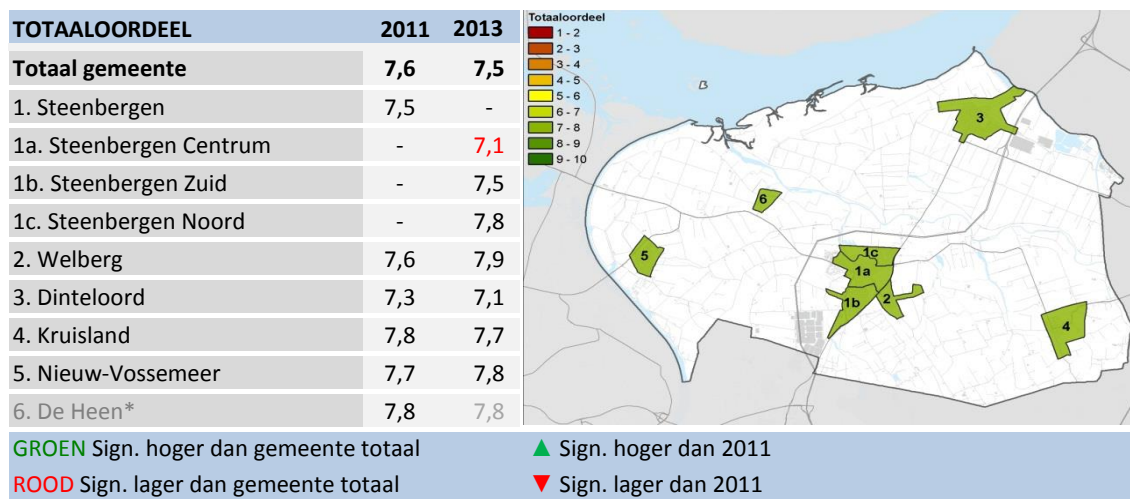 TOTAALOORDEEL 2011 2013
Totaal gemeente 7,6 7,5
1. Steenbergen 7,5 -
1a. Steenbergen Centrum - 7,1
1b. Steenbergen Zuid - 7,5
1c. Steenbergen Noord - 7,8
2. Welberg 7,6 7,9
3. Dinteloord 7,3 7,1
4. Kruisland 7,8 7,7
5. Nieuw-Vossemeer 7,7 7,8
6. De Heen* 7,8 7,8
Totaaloordeel
1 - 2
2 - 3
3 - 4
4 - 5
5 - 6
6 - 7
7 - 8
8 - 9
9 - 10
3
6
5
1c
1a
1b
2
4
GROEN Sign. hoger dan gemeente totaal ▲ Sign. hoger dan 2011
ROOD Sign. lager dan gemeente totaal ▼ Sign. lager dan 2011